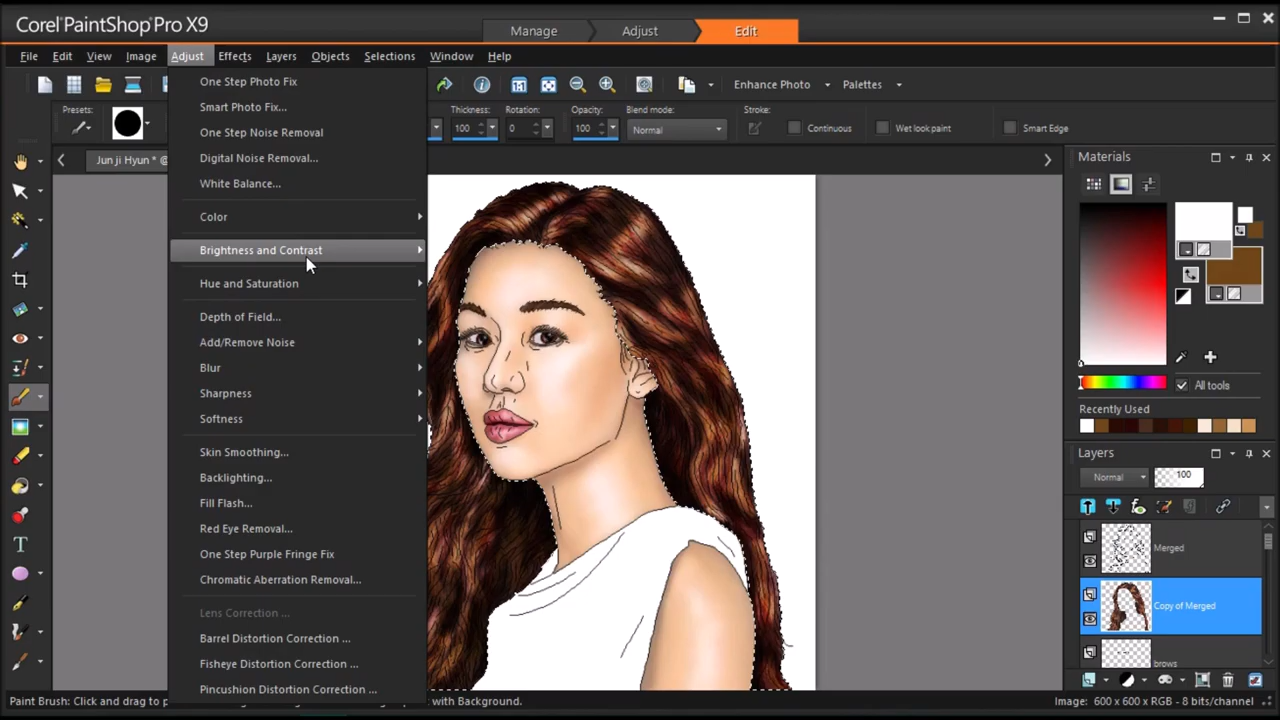 Corel PaintShop Pro X9
Manage
Adjust
Edit
File Edit View Image Adjust Effects Layers Objects Selections Window Help
Enhance Photo
Palettes
Presets:
Thickness:
100
Rotation:
0
Opacity:
100
Blend mode:
Normal
Stroke:
Continuous
Wet look paint
Smart Edge
Jun ji Hyun * @
One Step Photo Fix
Smart Photo Fix...
One Step Noise Removal
Digital Noise Removal...
White Balance...
Color
Brightness and Contrast
Hue and Saturation
Depth of Field...
Add/Remove Noise
Blur
Sharpness
Softness
Skin Smoothing...
Backlighting...
Fill Flash...
Red Eye Removal...
One Step Purple Fringe Fix
Chromatic Aberration Removal...
Lens Correction ...
Barrel Distortion Correction ...
Fisheye Distortion Correction ...
Pincushion Distortion Correction ...
Materials
All tools
Recently Used
Layers
Normal
100
Merged
Copy of Merged
brows
Paint Brush: Click and drag to p
with Background.
Image: 600 x 600 x RGB - 8 bits/channel